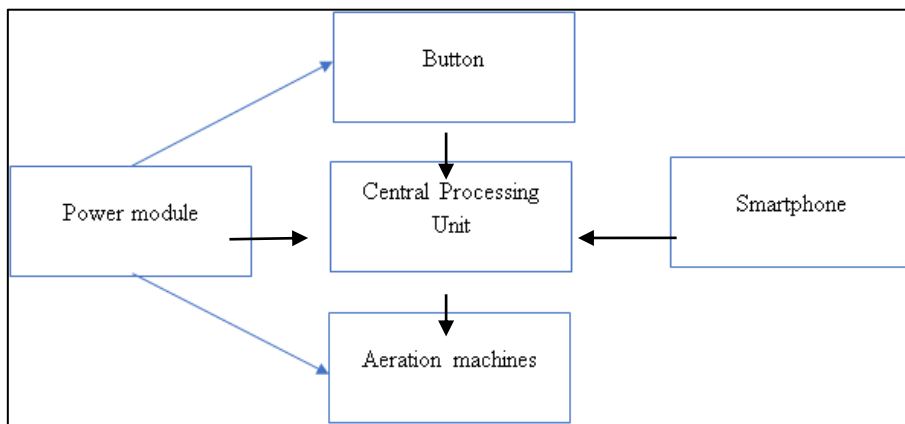 Button
Central Processing
Unit
Power module
Smartphone
Aeration machines